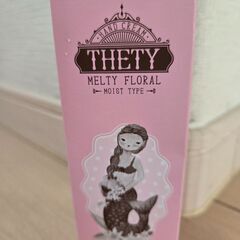 HAND CREAM
THETY
MELTY FLORAL
MOIST TYPE